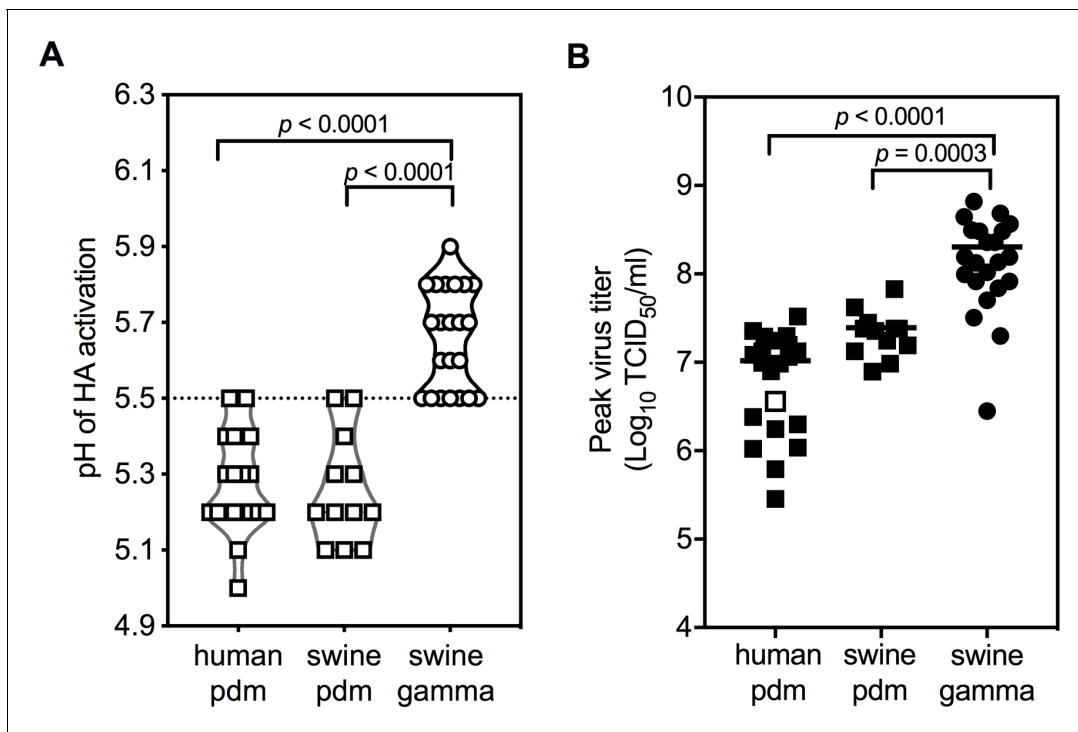 A
6.3
6.1
5.9
5.7
5.5
5.3
5.1
4.9
pH of HA activation
p < 0.0001
p < 0.0001
human
pdm
swine
pdm
swine
gamma
B
10
9
8
7
6
5
4
Peak virus titer
(Log10 TCID50/ml)
p < 0.0001
p = 0.0003
human
pdm
swine
pdm
swine
gamma